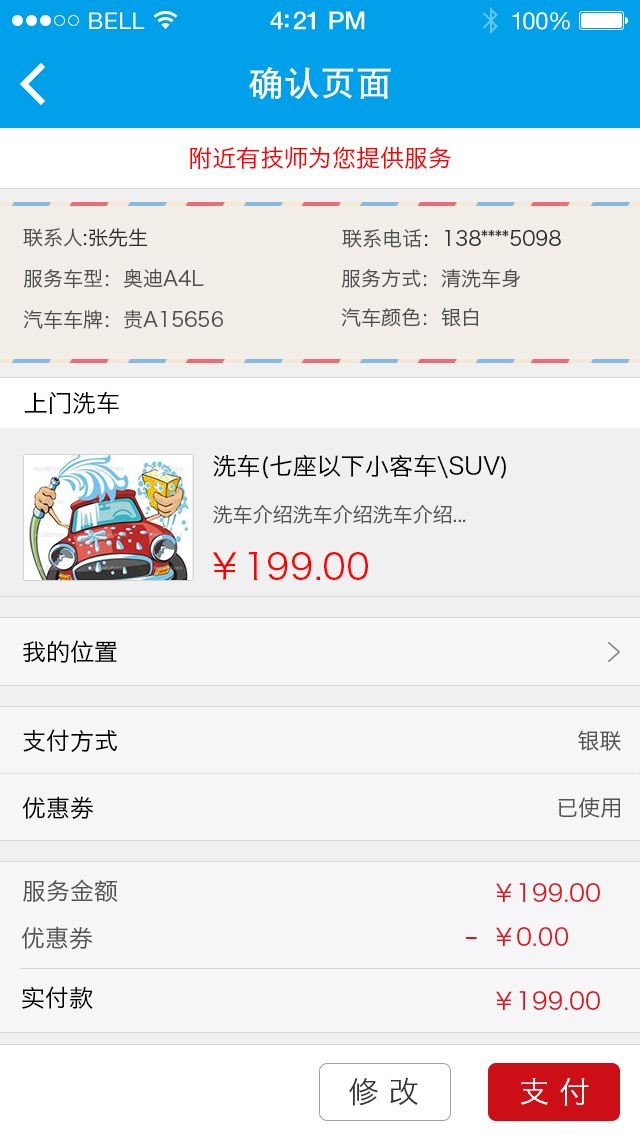 BELL 4:21 PM 100%
确认页面
附近有技师为您提供服务
联系人:张先生 联系电话：138****5098
服务车型：奥迪A4L 服务方式：清洗车身
汽车车牌：贵A15656 汽车颜色：银白
上门洗车
洗车(七座以下小客车\SUV)
洗车介绍洗车介绍洗车介绍...
￥199.00
我的位置
支付方式 银联
优惠劵 已使用
服务金额 ￥199.00
优惠券 - ￥0.00
实付款 ￥199.00
修 改 支 付